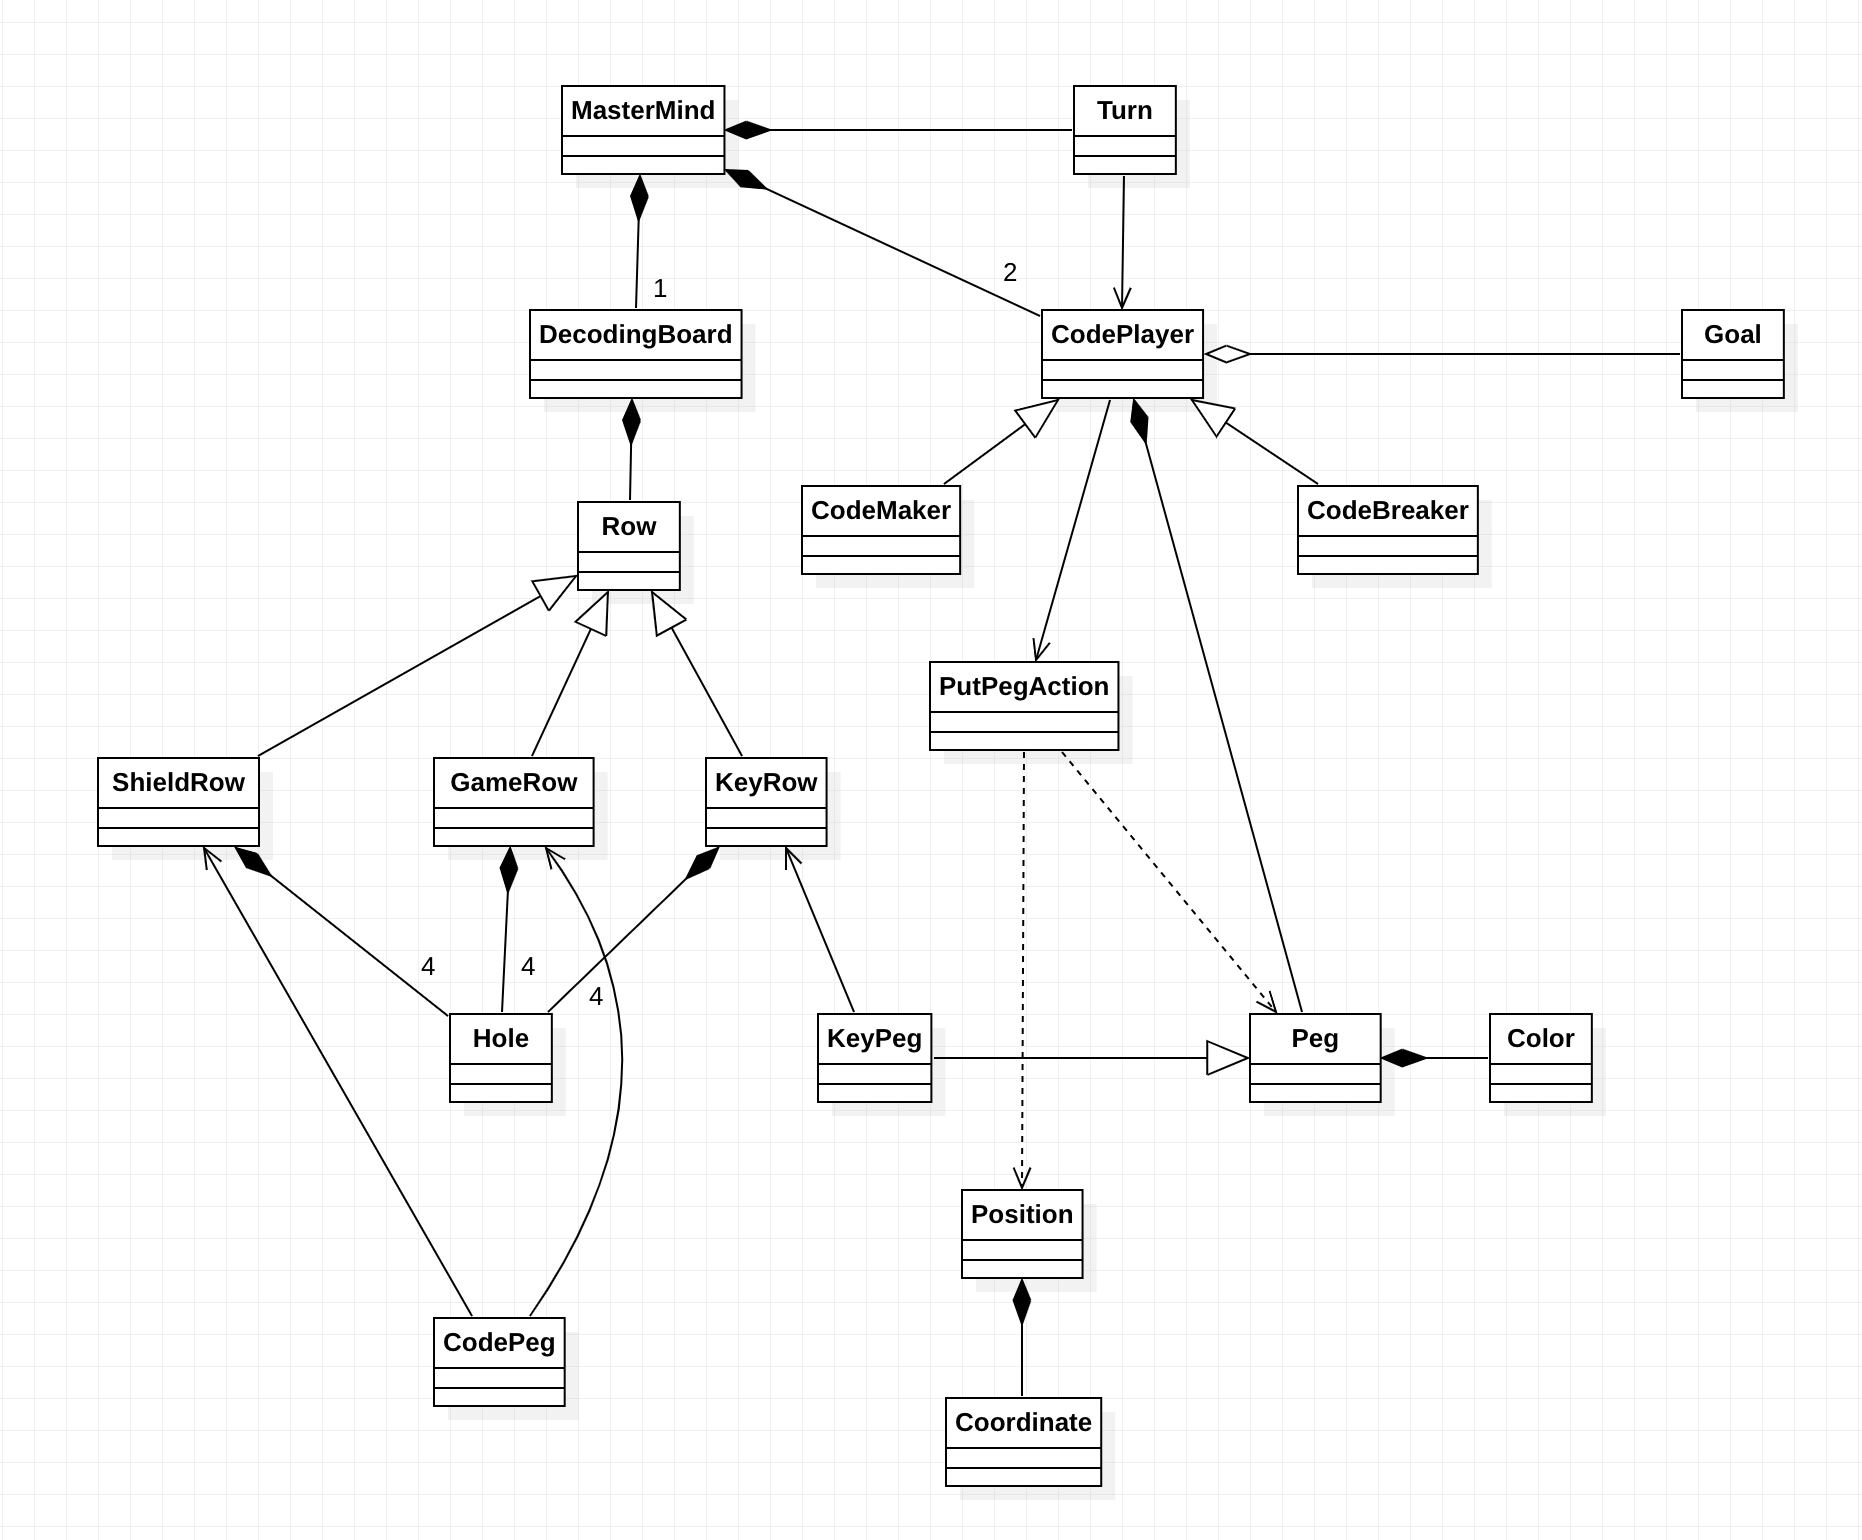 MasterMind
Turn
2
1
DecodingBoard
CodePlayer
Goal
CodeMaker
CodeBreaker
Row
PutPegAction
ShieldRow
GameRow
KeyRow
4
4
4
Hole
KeyPeg
Peg
Color
Position
CodePeg
Coordinate